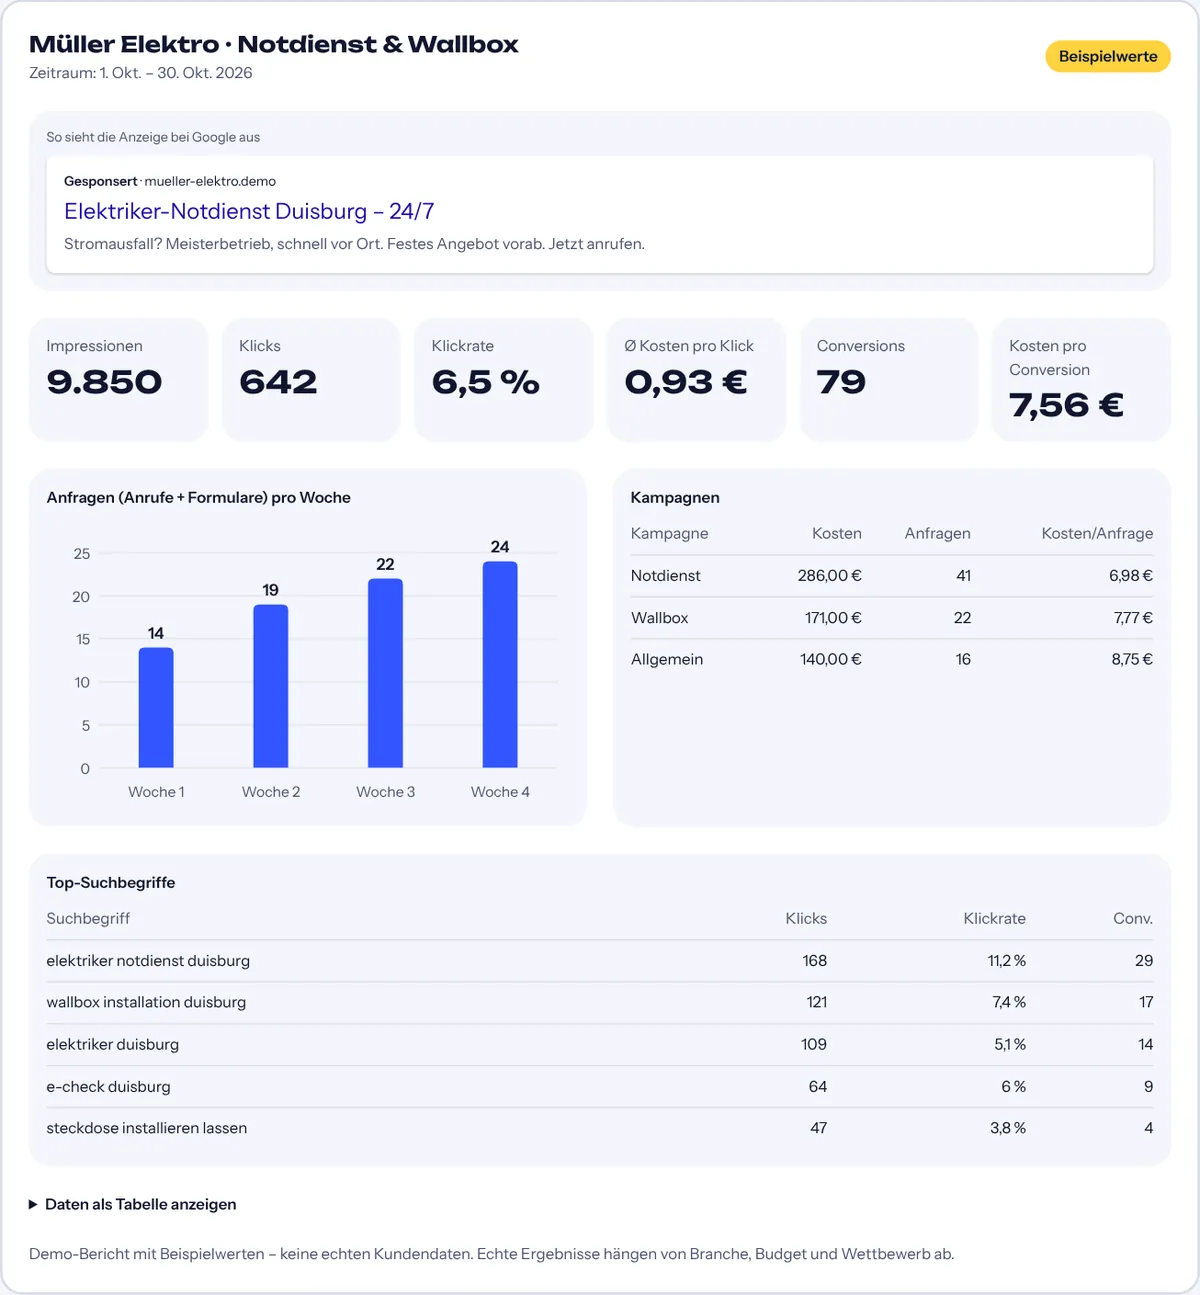 Müller Elektro · Notdienst & Wallbox
Zeitraum: 1. Okt. – 30. Okt. 2026
Beispielwerte
So sieht die Anzeige bei Google aus
Gesponsert · mueller-elektro.demo
Elektriker-Notdienst Duisburg – 24/7
Stromausfall? Meisterbetrieb, schnell vor Ort. Festes Angebot vorab. Jetzt anrufen.
Impressionen
9.850
Klicks
642
Klickrate
6,5 %
Ø Kosten pro Klick
0,93 €
Conversions
79
Kosten pro
Conversion
7,56 €
Anfragen (Anrufe + Formulare) pro Woche
25
20
15
10
5
0
14
19
22
24
Woche 1
Woche 2
Woche 3
Woche 4
Kampagnen
Kampagne Kosten Anfragen Kosten/Anfrage
Notdienst 286,00 € 41 6,98 €
Wallbox 171,00 € 22 7,77 €
Allgemein 140,00 € 16 8,75 €
Top-Suchbegriffe
Suchbegriff Klicks Klickrate Conv.
elektriker notdienst duisburg 168 11,2 % 29
wallbox installation duisburg 121 7,4 % 17
elektriker duisburg 109 5,1 % 14
e-check duisburg 64 6 % 9
steckdose installieren lassen 47 3,8 % 4
▶ Daten als Tabelle anzeigen
Demo-Bericht mit Beispielwerten – keine echten Kundendaten. Echte Ergebnisse hängen von Branche, Budget und Wettbewerb ab.